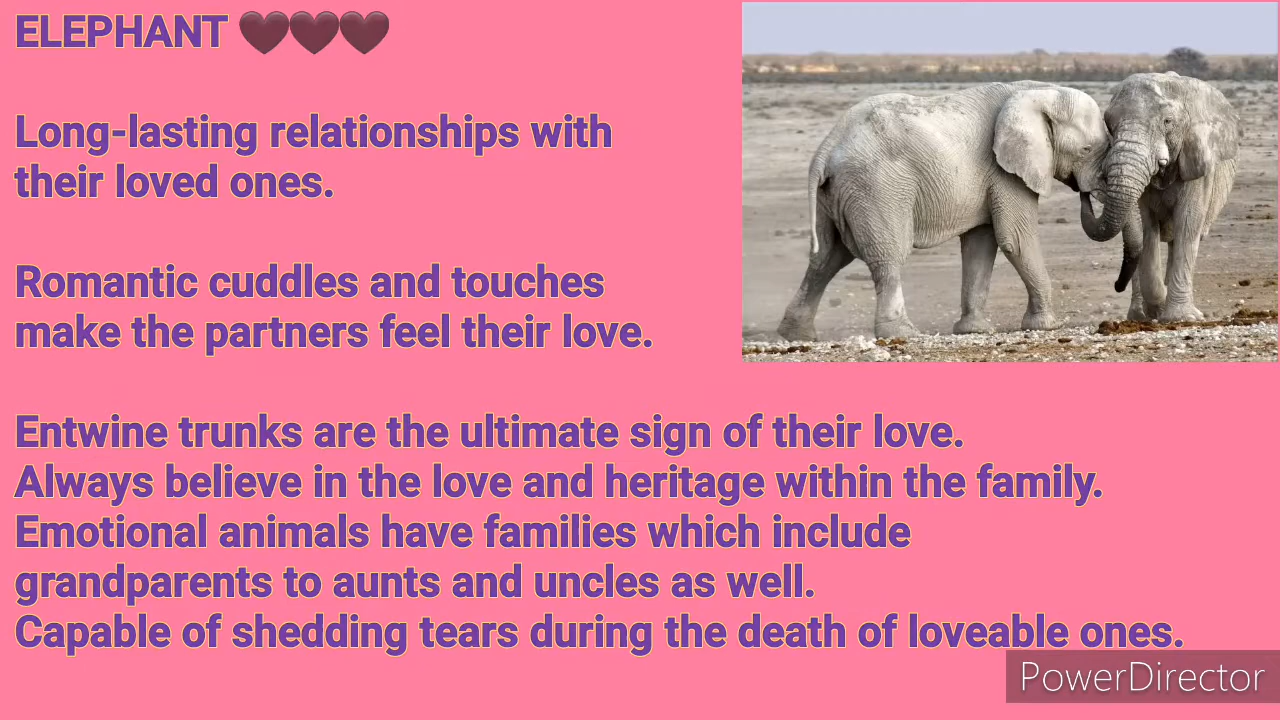 ELEPHANT 🖤🖤🖤
Long-lasting relationships with
their loved ones.
Romantic cuddles and touches
make the partners feel their love.
Entwine trunks are the ultimate sign of their love.
Always believe in the love and heritage within the family.
Emotional animals have families which include
grandparents to aunts and uncles as well.
Capable of shedding tears during the death of loveable ones.
PowerDirector